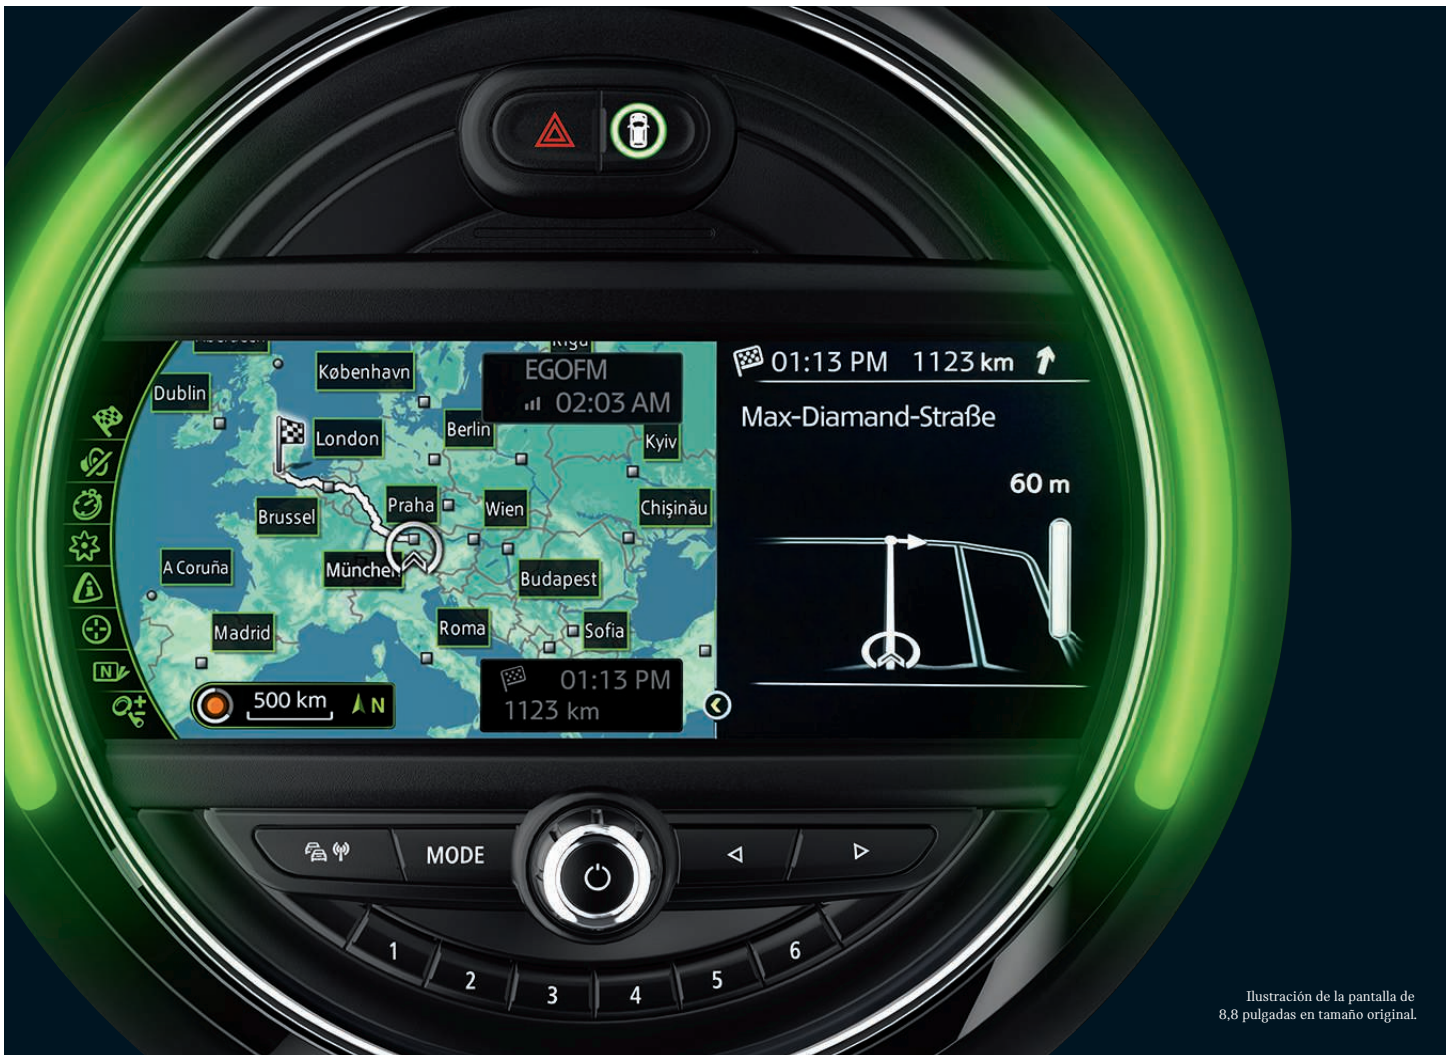 København
Dublin
EGOFM
02:03 AM
London
Berlin
Kyiv
Brussel
Praha
Wien
Chișinău
A Coruña
München
Budapest
Madrid
Roma
Sofia
500 km
N
01:13 PM
1123 km
01:13 PM 1123 km
Max-Diamand-Straße
60 m
N
MODE
1
2
3
4
5
6
Ilustración de la pantalla de
8,8 pulgadas en tamaño original.